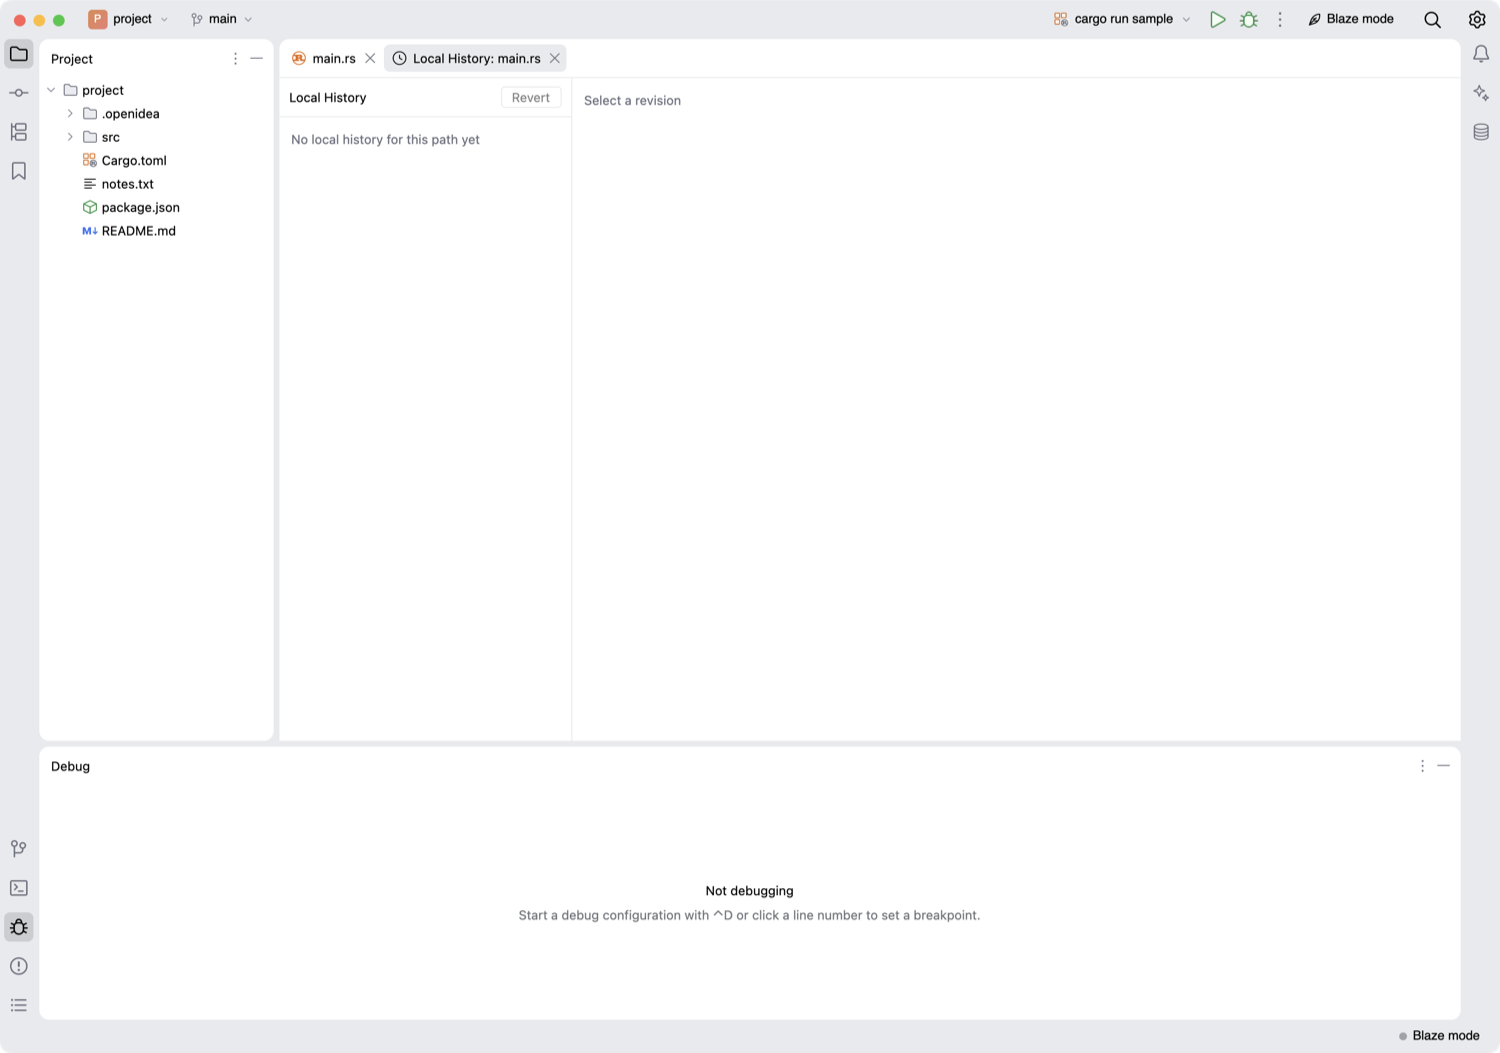 P project main cargo run sample Blaze mode
Project
main.rs Local History: main.rs
project
.openidea
src
Cargo.toml
notes.txt
package.json
M↓ README.md
Local History Revert
No local history for this path yet
Select a revision
Debug
Not debugging
Start a debug configuration with ^D or click a line number to set a breakpoint.
Blaze mode